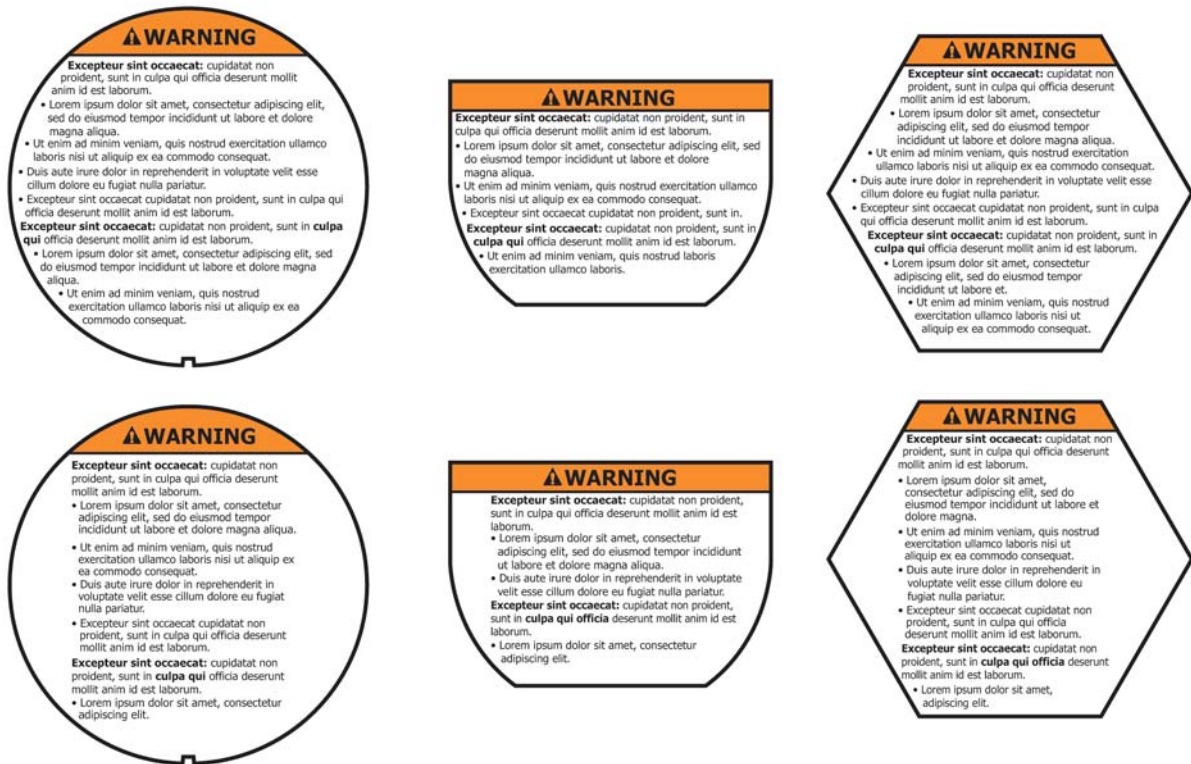 WARNING
Excepteur sint occaecat: cupidatat non
proident, sunt in culpa qui officia deserunt mollit
anim id est laborum.
• Lorem ipsum dolor sit amet, consectetur adipiscing elit,
sed do eiusmod tempor incididunt ut labore et dolore
magna aliqua.
• Ut enim ad minim veniam, quis nostrud exercitation ullamco
laboris nisi ut aliquip ex ea commodo consequat.
• Duis aute irure dolor in reprehenderit in voluptate velit esse
cillum dolore eu fugiat nulla pariatur.
• Excepteur sint occaecat cupidatat non proident, sunt in culpa qui
officia deserunt mollit anim id est laborum.
Excepteur sint occaecat: cupidatat non proident, sunt in culpa
qui officia deserunt mollit anim id est laborum.
• Lorem ipsum dolor sit amet, consectetur adipiscing elit, sed
do eiusmod tempor incididunt ut labore et dolore magna
aliqua.
• Ut enim ad minim veniam, quis nostrud
exercitation ullamco laboris nisi ut aliquip ex ea
commodo consequat.
WARNING
Excepteur sint occaecat: cupidatat non proident, sunt in
culpa qui officia deserunt mollit anim id est laborum.
• Lorem ipsum dolor sit amet, consectetur adipiscing elit, sed
do eiusmod tempor incididunt ut labore et dolore
magna aliqua.
• Ut enim ad minim veniam, quis nostrud exercitation ullamco
laboris nisi ut aliquip ex ea commodo consequat.
• Excepteur sint occaecat cupidatat non proident, sunt in.
Excepteur sint occaecat: cupidatat non proident, sunt in
culpa qui officia deserunt mollit anim id est laborum.
• Ut enim ad minim veniam, quis nostrud laboris
exercitation ullamco laboris.
WARNING
Excepteur sint occaecat: cupidatat non
proident, sunt in culpa qui officia deserunt
mollit anim id est laborum.
• Lorem ipsum dolor sit amet, consectetur
adipiscing elit, sed do eiusmod tempor
incididunt ut labore et dolore magna aliqua.
• Ut enim ad minim veniam, quis nostrud exercitation
ullamco laboris nisi ut aliquip ex ea commodo consequat.
• Duis aute irure dolor in reprehenderit in voluptate velit esse
cillum dolore eu fugiat nulla pariatur.
• Excepteur sint occaecat cupidatat non proident, sunt in culpa
qui officia deserunt mollit anim id est laborum.
Excepteur sint occaecat: cupidatat non proident, sunt in
culpa qui officia deserunt mollit anim id est laborum.
• Lorem ipsum dolor sit amet, consectetur
adipiscing elit, sed do eiusmod tempor
incididunt ut labore et.
• Ut enim ad minim veniam, quis nostrud
exercitation ullamco laboris nisi ut
aliquip ex ea commodo consequat.
WARNING
Excepteur sint occaecat: cupidatat non
proident, sunt in culpa qui officia deserunt
mollit anim id est laborum.
• Lorem ipsum dolor sit amet, consectetur
adipiscing elit, sed do eiusmod tempor
incididunt ut labore et dolore magna aliqua.
• Ut enim ad minim veniam, quis nostrud
exercitation ullamco laboris nisi ut aliquip ex
ea commodo consequat.
• Duis aute irure dolor in reprehenderit in
voluptate velit esse cillum dolore eu fugiat
nulla pariatur.
• Excepteur sint occaecat cupidatat non
proident, sunt in culpa qui officia deserunt
mollit anim id est laborum.
Excepteur sint occaecat: cupidatat non
proident, sunt in culpa qui officia deserunt
mollit anim id est laborum.
• Lorem ipsum dolor sit amet, consectetur
adipiscing elit.
WARNING
Excepteur sint occaecat: cupidatat non proident,
sunt in culpa qui officia deserunt mollit anim id est
laborum.
• Lorem ipsum dolor sit amet, consectetur
adipiscing elit, sed do eiusmod tempor incididunt
ut labore et dolore magna aliqua.
• Duis aute irure dolor in reprehenderit in voluptate
velit esse cillum dolore eu fugiat nulla pariatur.
Excepteur sint occaecat: cupidatat non proident,
sunt in culpa qui officia deserunt mollit anim id est
laborum.
• Lorem ipsum dolor sit amet, consectetur
adipiscing elit.
WARNING
Excepteur sint occaecat: cupidatat non
proident, sunt in culpa qui officia deserunt
mollit anim id est laborum.
• Lorem ipsum dolor sit amet,
consectetur adipiscing elit, sed do
eiusmod tempor incididunt ut labore et
dolore magna.
• Ut enim ad minim veniam, quis nostrud
exercitation ullamco laboris nisi ut
aliquip ex ea commodo consequat.
• Duis aute irure dolor in reprehenderit in
voluptate velit esse cillum dolore eu
fugiat nulla pariatur.
• Excepteur sint occaecat cupidatat non
proident, sunt in culpa qui officia
deserunt mollit anim id est laborum.
Excepteur sint occaecat: cupidatat non
proident, sunt in culpa qui officia deserunt
mollit anim id est laborum.
• Lorem ipsum dolor sit amet,
adipiscing elit.